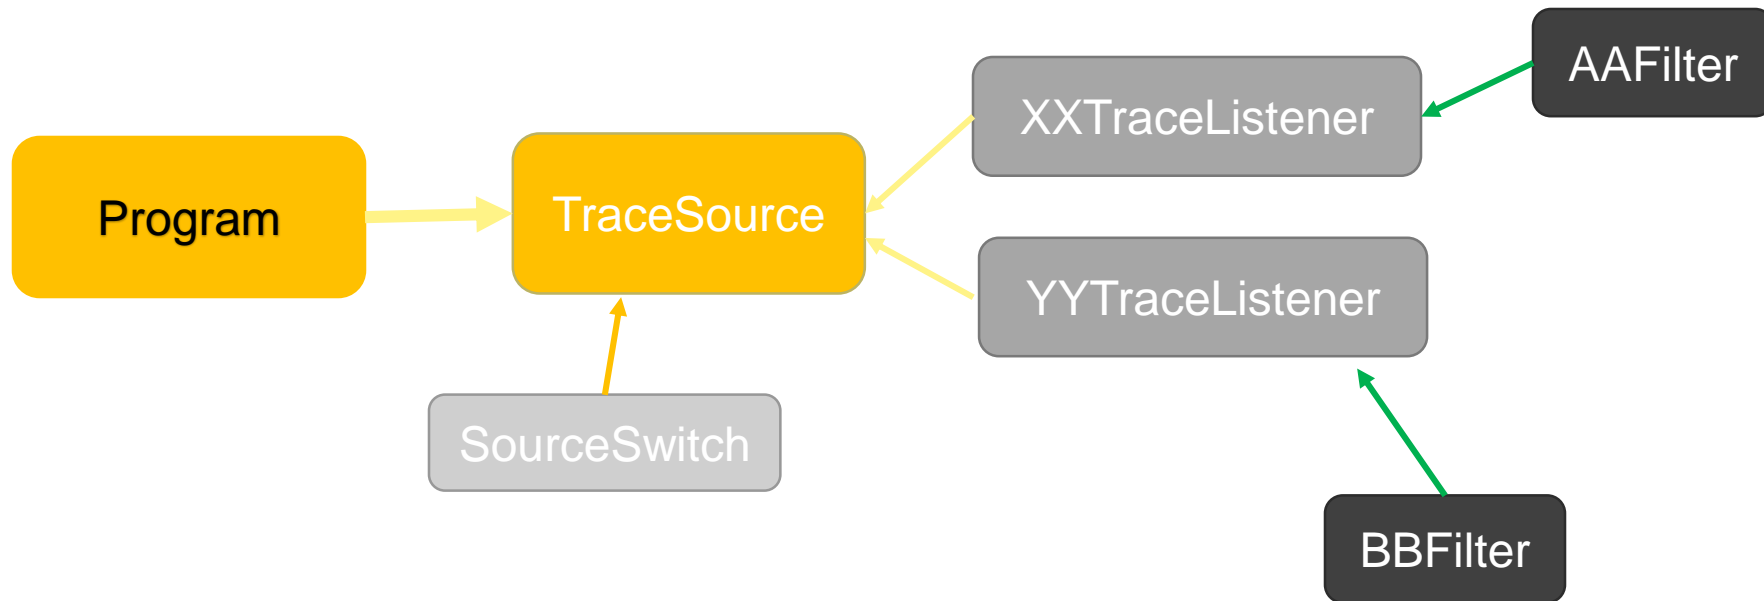 Program
TraceSource
SourceSwitch
XXTraceListener
YYTraceListener
AAFilter
BBFilter